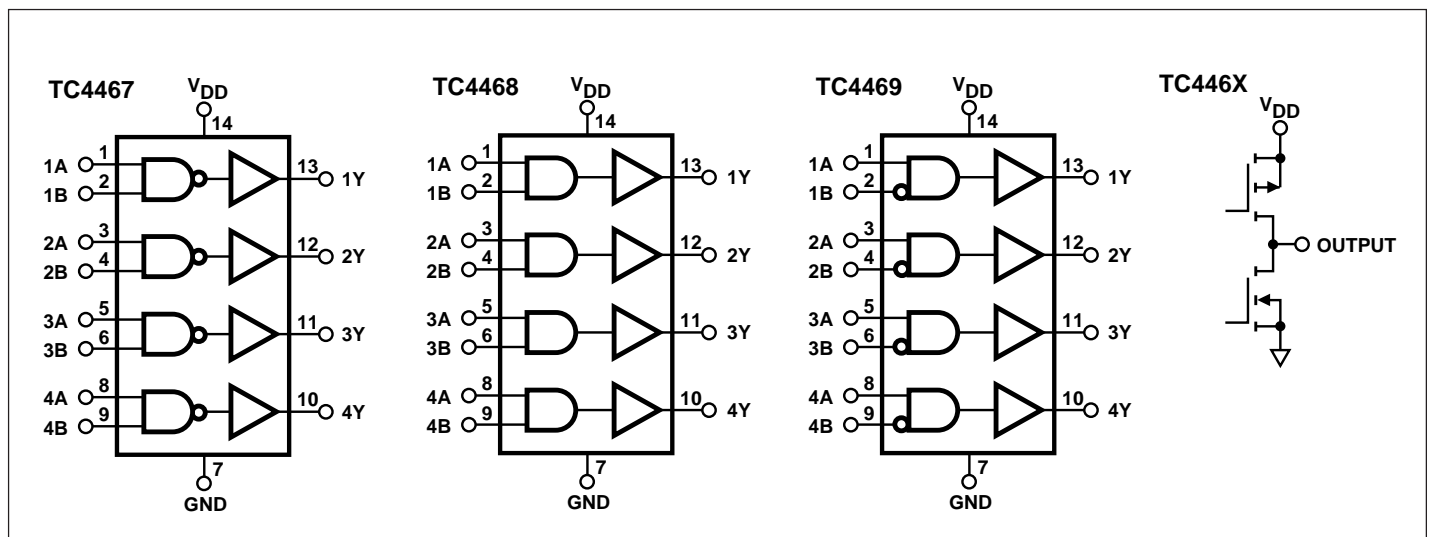 TC4467
VDD
14
1A 1
1B 2
13 1Y
2A 3
2B 4
12 2Y
3A 5
3B 6
11 3Y
4A 8
4B 9
10 4Y
7
GND
TC4468
VDD
14
1A 1
1B 2
13 1Y
2A 3
2B 4
12 2Y
3A 5
3B 6
11 3Y
4A 8
4B 9
10 4Y
7
GND
TC4469
VDD
14
1A 1
1B 2
13 1Y
2A 3
2B 4
12 2Y
3A 5
3B 6
11 3Y
4A 8
4B 9
10 4Y
7
GND
TC446X
VDD
OUTPUT